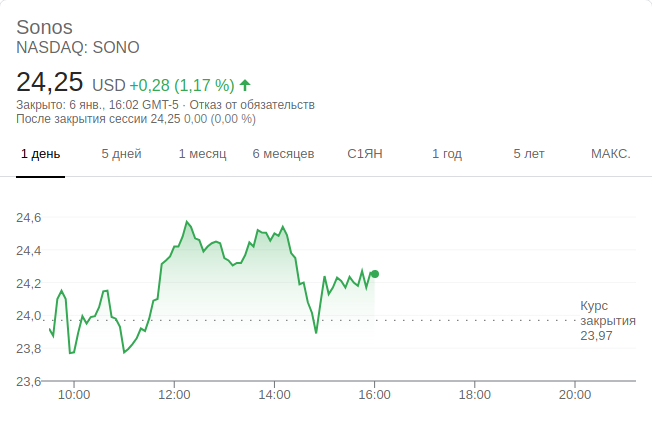 Sonos
NASDAQ: SONO
24,25 USD +0,28 (1,17 %)
Закрыто: 6 янв., 16:02 GMT-5 · Отказ от обязательств
После закрытия сессии 24,25 0,00 (0,00 %)
1 день 5 дней 1 месяц 6 месяцев С1ЯН 1 год 5 лет МАКС.
24,6
24,4
24,2
24,0
23,8
23,6
Курс
закрытия
23,97
10:00 12:00 14:00 16:00 18:00 20:00